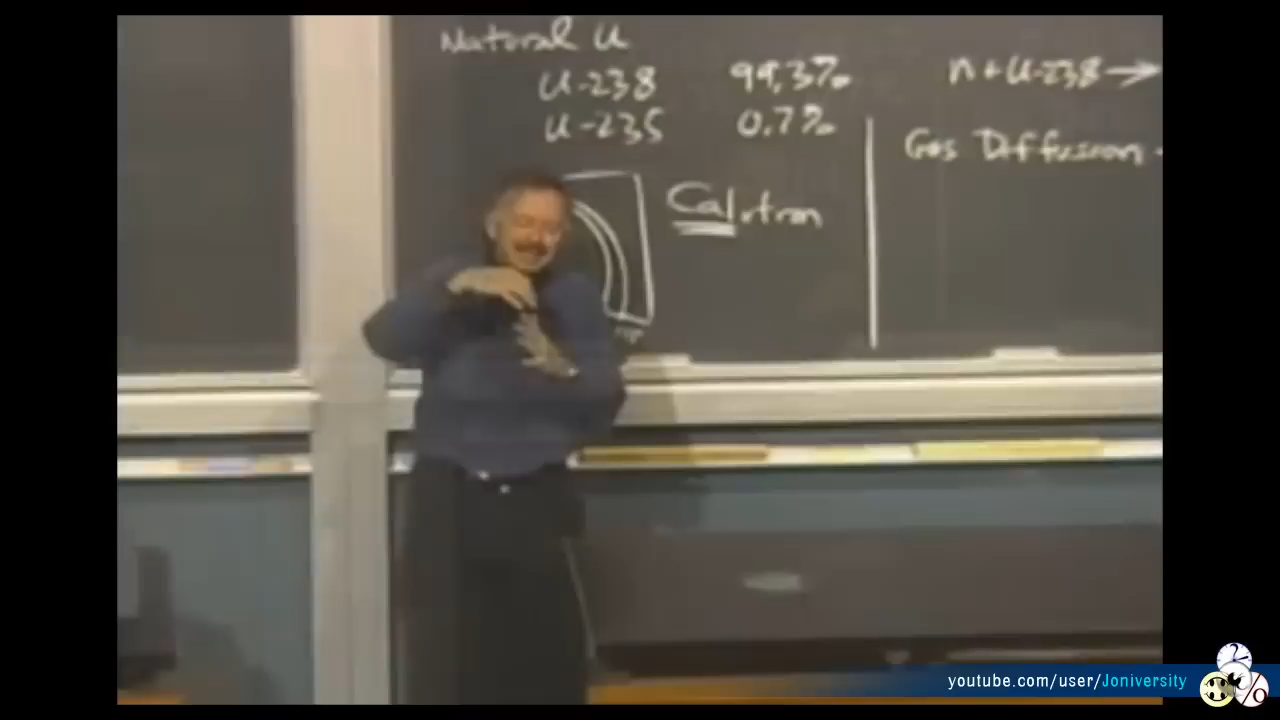 Natural U
U-238 99.3%
U-235 0.7%
Calutron
n + U-238 →
Gas Diffusion
youtube.com/user/Joniversity